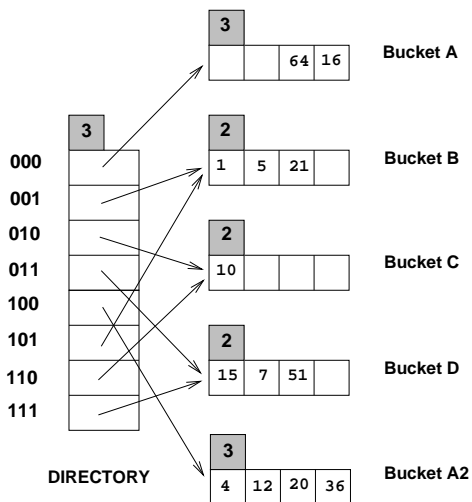 3
64 16 Bucket A
3
2
000
1 5 21 Bucket B
001
010
2
10 Bucket C
011
100
101
2
15 7 51 Bucket D
110
111
3
DIRECTORY
4 12 20 36 Bucket A2